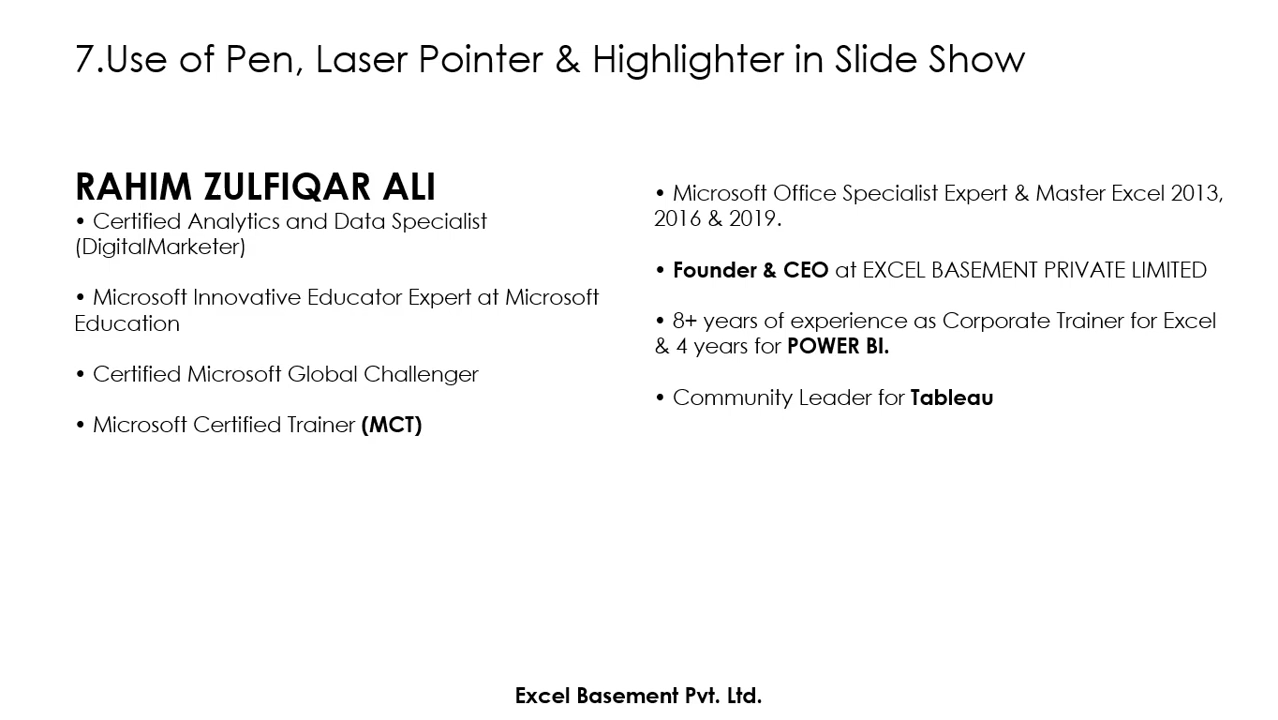 7.Use of Pen, Laser Pointer & Highlighter in Slide Show
RAHIM ZULFIQAR ALI
• Certified Analytics and Data Specialist
(DigitalMarketer)
• Microsoft Innovative Educator Expert at Microsoft
Education
• Certified Microsoft Global Challenger
• Microsoft Certified Trainer (MCT)
• Microsoft Office Specialist Expert & Master Excel 2013,
2016 & 2019.
• Founder & CEO at EXCEL BASEMENT PRIVATE LIMITED
• 8+ years of experience as Corporate Trainer for Excel
& 4 years for POWER BI.
• Community Leader for Tableau
Excel Basement Pvt. Ltd.